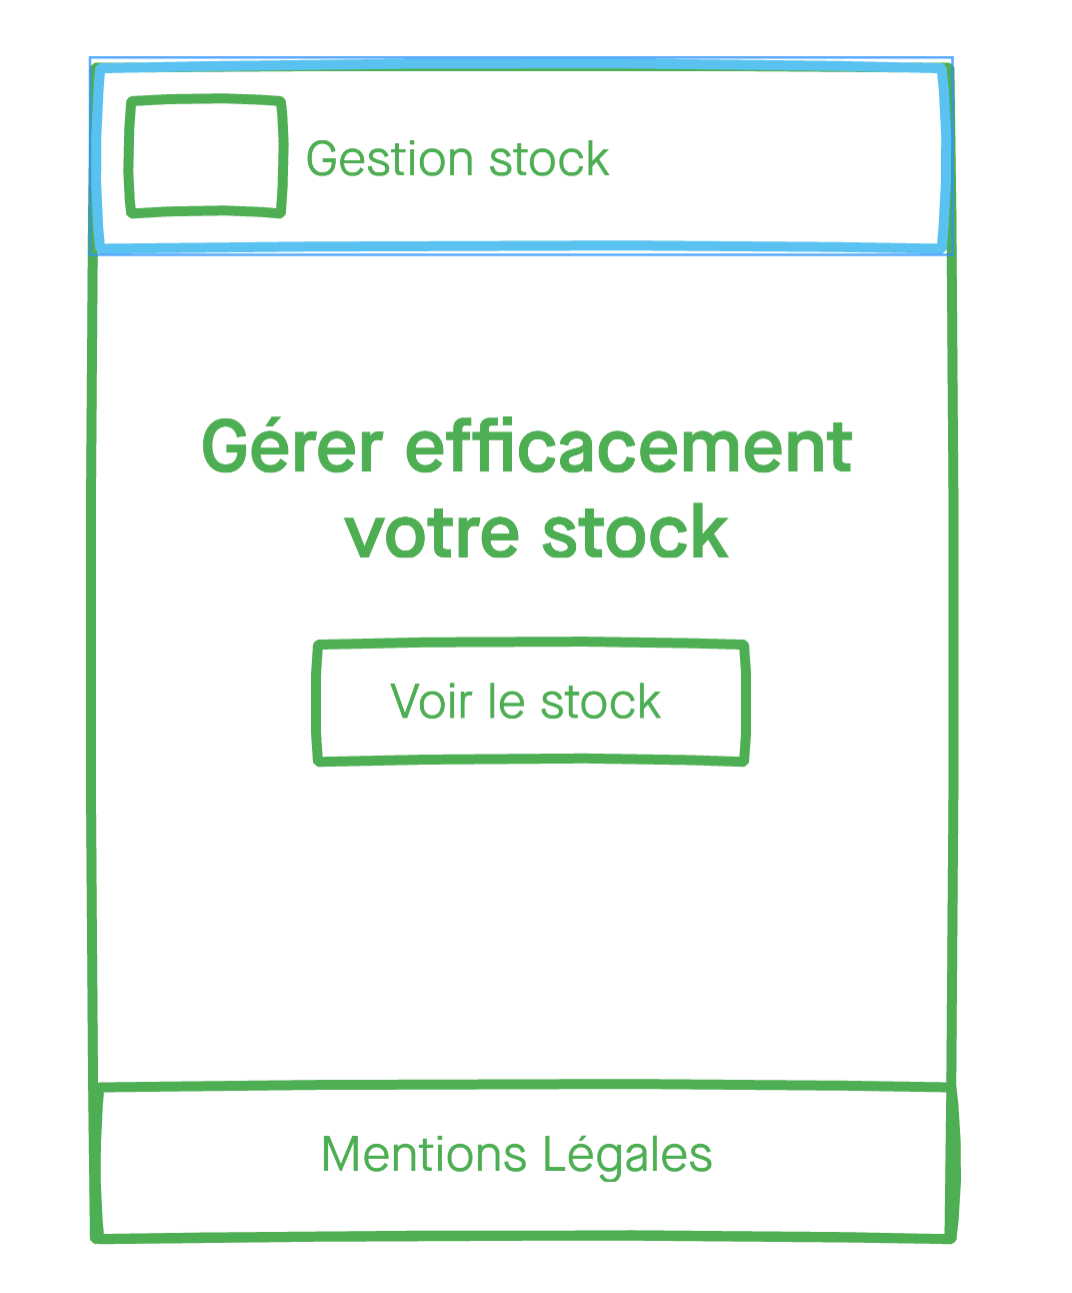 Gestion stock
Gérer efficacement
votre stock
Voir le stock
Mentions Légales